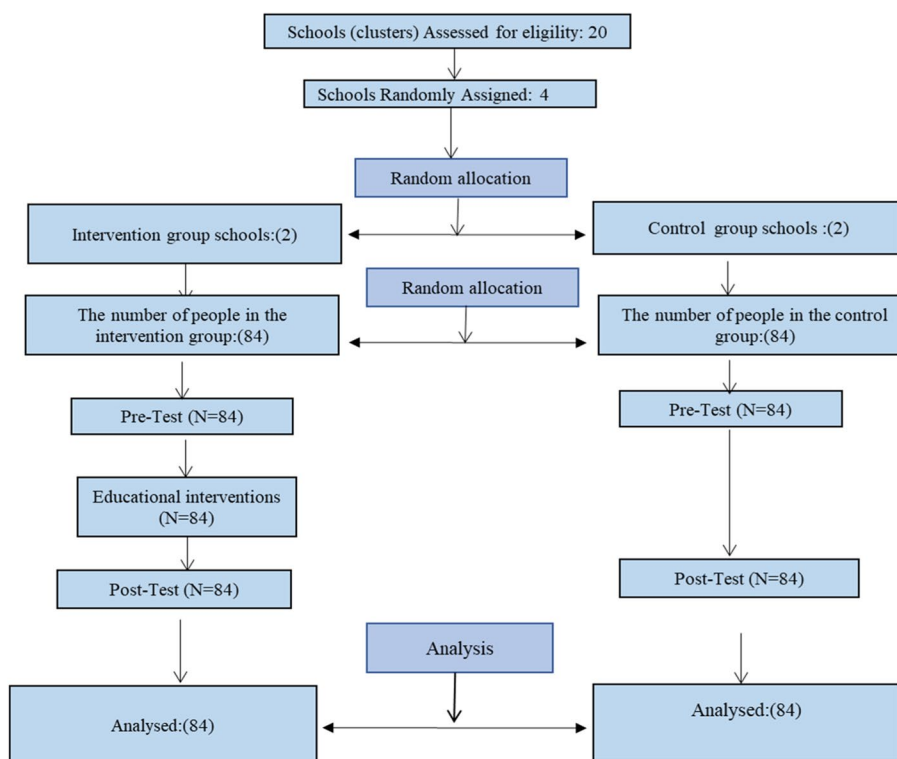 Schools (clusters) Assessed for eligility: 20
Schools Randomly Assigned: 4
Random allocation
Intervention group schools:(2)
Control group schools :(2)
Random allocation
The number of people in the
intervention group:(84)
The number of people in the control
group:(84)
Pre-Test (N=84)
Pre-Test (N=84)
Educational interventions
(N=84)
Post-Test (N=84)
Post-Test (N=84)
Analysis
Analysed:(84)
Analysed:(84)